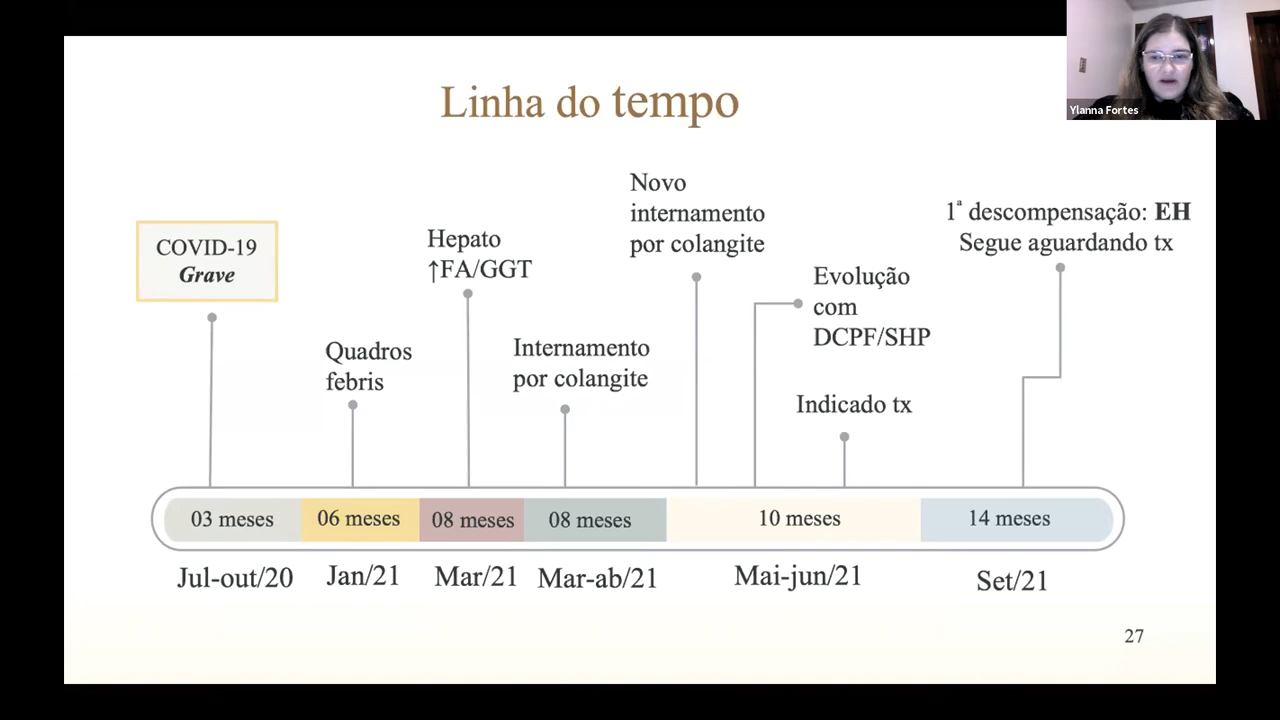 Ylanna Fortes
Linha do tempo
COVID-19
Grave
Quadros
febris
Hepato
↑FA/GGT
Internamento
por colangite
Novo
internamento
por colangite
Evolução
com
DCPF/SHP
Indicado tx
1ª descompensação: EH
Segue aguardando tx
03 meses
06 meses
08 meses
08 meses
10 meses
14 meses
Jul-out/20
Jan/21
Mar/21
Mar-ab/21
Mai-jun/21
Set/21
27